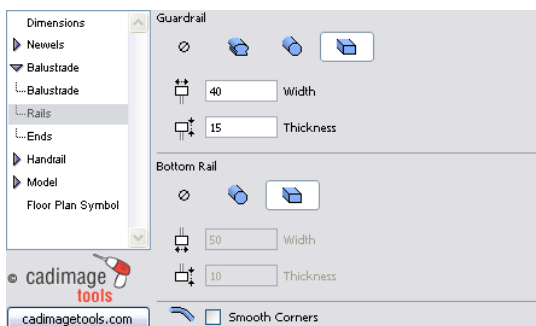 Dimensions
Newels
Balustrade
Balustrade
Rails
Ends
Handrail
Model
Floor Plan Symbol
© cadimage
tools
cadimagetools.com
Guardrail
40 Width
15 Thickness
Bottom Rail
50 Width
10 Thickness
Smooth Corners